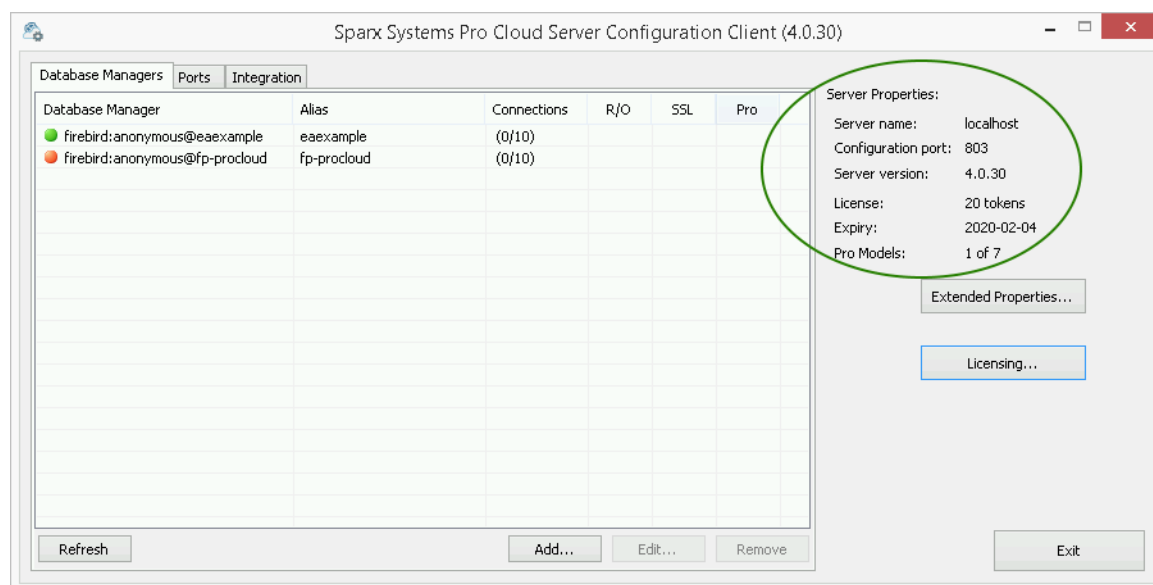 Sparx Systems Pro Cloud Server Configuration Client (4.0.30)
Database Managers Ports Integration
Database Manager Alias Connections R/O SSL Pro
firebird:anonymous@eaexample eaexample (0/10)
firebird:anonymous@fp-procloud fp-procloud (0/10)
Refresh Add... Edit... Remove
Server Properties:
Server name: localhost
Configuration port: 803
Server version: 4.0.30
License: 20 tokens
Expiry: 2020-02-04
Pro Models: 1 of 7
Extended Properties...
Licensing...
Exit